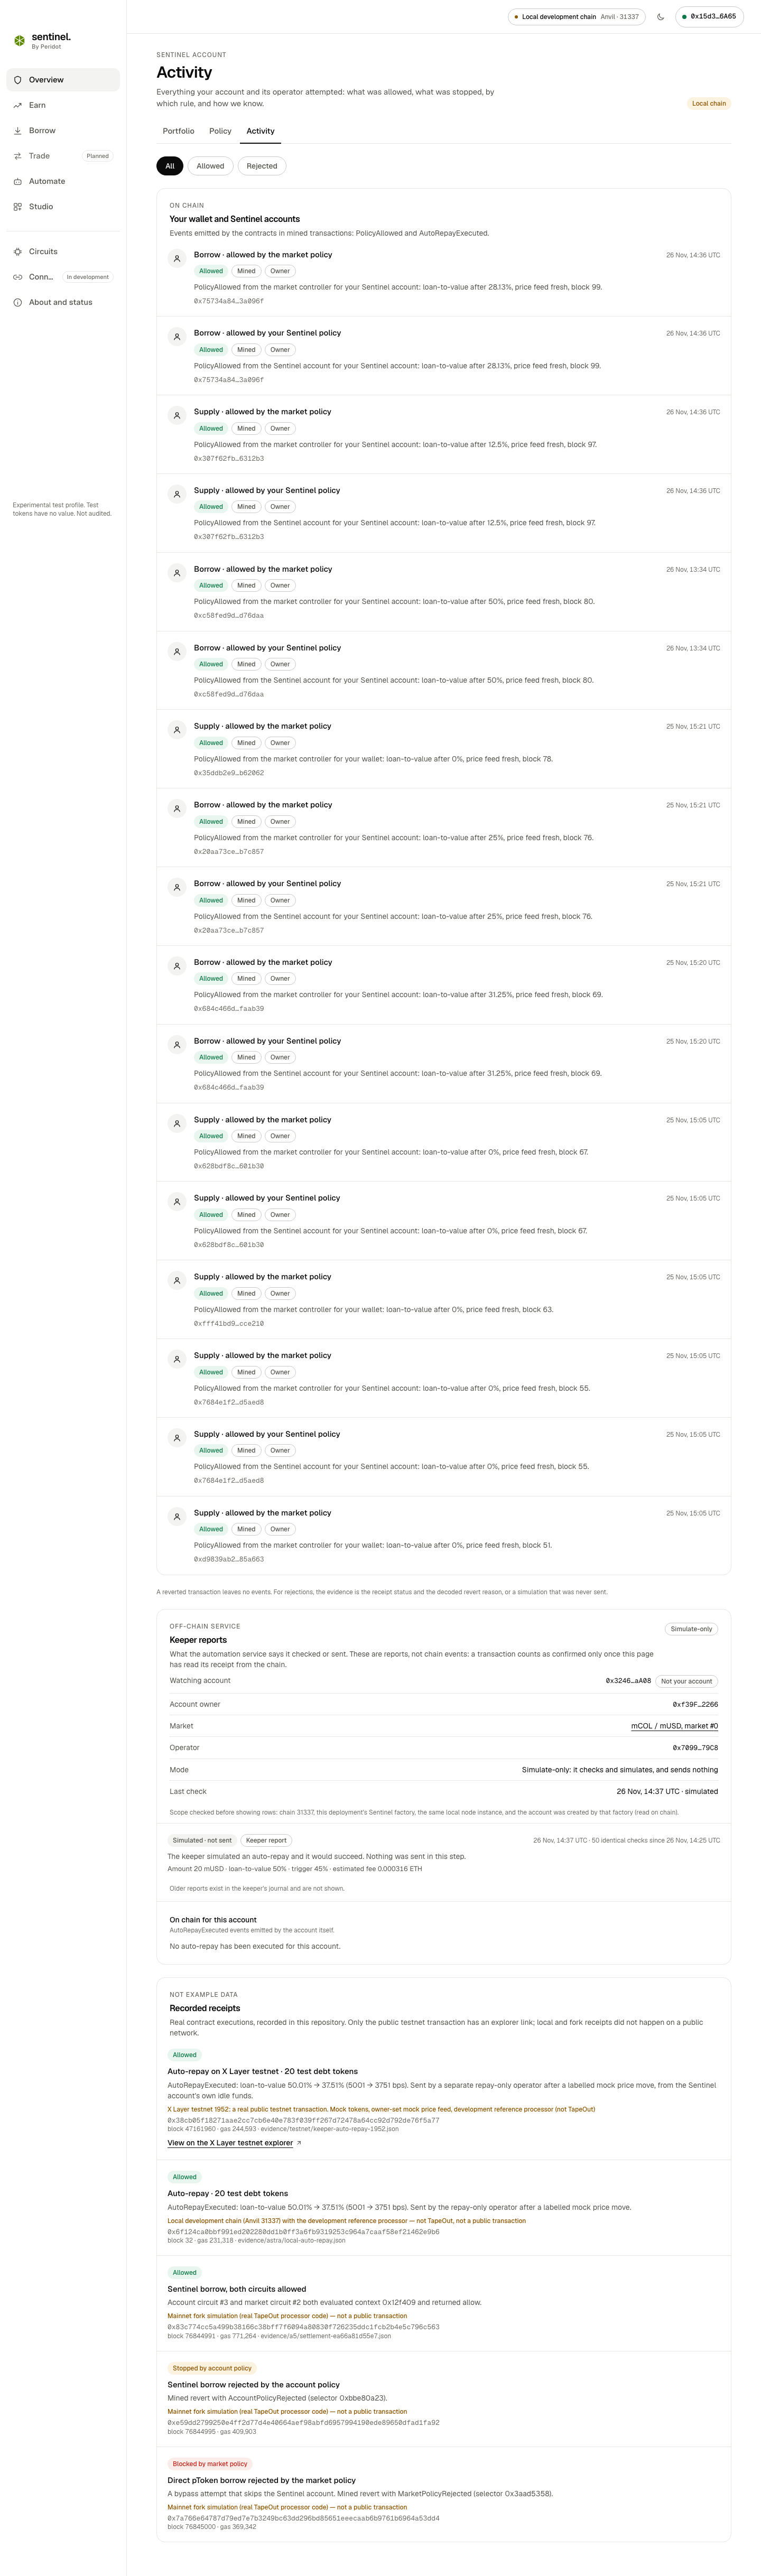 sentinel.
By Peridot
Overview
Earn
Borrow
Trade Planned
Automate
Studio
Circuits
Conn... In development
About and status
Experimental test profile. Test
tokens have no value. Not audited.
Local development chain Anvil · 31337
0x15d3…6A65
SENTINEL ACCOUNT
Activity
Everything your account and its operator attempted: what was allowed, what was stopped, by
which rule, and how we know.
Local chain
Portfolio Policy Activity
All Allowed Rejected
ON CHAIN
Your wallet and Sentinel accounts
Events emitted by the contracts in mined transactions: PolicyAllowed and AutoRepayExecuted.
Borrow · allowed by the market policy 26 Nov, 14:36 UTC
Allowed Mined Owner
PolicyAllowed from the market controller for your Sentinel account: loan-to-value after 28.13%, price feed fresh, block 99.
0x75734a84…3a096f
Borrow · allowed by your Sentinel policy 26 Nov, 14:36 UTC
Allowed Mined Owner
PolicyAllowed from the Sentinel account for your Sentinel account: loan-to-value after 28.13%, price feed fresh, block 99.
0x75734a84…3a096f
Supply · allowed by the market policy 26 Nov, 14:36 UTC
Allowed Mined Owner
PolicyAllowed from the market controller for your Sentinel account: loan-to-value after 12.5%, price feed fresh, block 97.
0x307f62fb…6312b3
Supply · allowed by your Sentinel policy 26 Nov, 14:36 UTC
Allowed Mined Owner
PolicyAllowed from the Sentinel account for your Sentinel account: loan-to-value after 12.5%, price feed fresh, block 97.
0x307f62fb…6312b3
Borrow · allowed by the market policy 26 Nov, 13:34 UTC
Allowed Mined Owner
PolicyAllowed from the market controller for your Sentinel account: loan-to-value after 50%, price feed fresh, block 80.
0xc58fed9d…d76daa
Borrow · allowed by your Sentinel policy 26 Nov, 13:34 UTC
Allowed Mined Owner
PolicyAllowed from the Sentinel account for your Sentinel account: loan-to-value after 50%, price feed fresh, block 80.
0xc58fed9d…d76daa
Supply · allowed by the market policy 25 Nov, 15:21 UTC
Allowed Mined Owner
PolicyAllowed from the market controller for your wallet: loan-to-value after 0%, price feed fresh, block 78.
0x35ddb2e9…b62062
Borrow · allowed by the market policy 25 Nov, 15:21 UTC
Allowed Mined Owner
PolicyAllowed from the market controller for your Sentinel account: loan-to-value after 25%, price feed fresh, block 76.
0x20aa73ce…b7c857
Borrow · allowed by your Sentinel policy 25 Nov, 15:21 UTC
Allowed Mined Owner
PolicyAllowed from the Sentinel account for your Sentinel account: loan-to-value after 25%, price feed fresh, block 76.
0x20aa73ce…b7c857
Borrow · allowed by the market policy 25 Nov, 15:20 UTC
Allowed Mined Owner
PolicyAllowed from the market controller for your Sentinel account: loan-to-value after 31.25%, price feed fresh, block 69.
0x684c466d…faab39
Borrow · allowed by your Sentinel policy 25 Nov, 15:20 UTC
Allowed Mined Owner
PolicyAllowed from the Sentinel account for your Sentinel account: loan-to-value after 31.25%, price feed fresh, block 69.
0x684c466d…faab39
Supply · allowed by the market policy 25 Nov, 15:05 UTC
Allowed Mined Owner
PolicyAllowed from the market controller for your Sentinel account: loan-to-value after 0%, price feed fresh, block 67.
0x628bdf8c…601b30
Supply · allowed by your Sentinel policy 25 Nov, 15:05 UTC
Allowed Mined Owner
PolicyAllowed from the Sentinel account for your Sentinel account: loan-to-value after 0%, price feed fresh, block 67.
0x628bdf8c…601b30
Supply · allowed by the market policy 25 Nov, 15:05 UTC
Allowed Mined Owner
PolicyAllowed from the market controller for your wallet: loan-to-value after 0%, price feed fresh, block 63.
0xfff41bd9…cce210
Supply · allowed by the market policy 25 Nov, 15:05 UTC
Allowed Mined Owner
PolicyAllowed from the market controller for your Sentinel account: loan-to-value after 0%, price feed fresh, block 55.
0x7684e1f2…d5aed8
Supply · allowed by your Sentinel policy 25 Nov, 15:05 UTC
Allowed Mined Owner
PolicyAllowed from the Sentinel account for your Sentinel account: loan-to-value after 0%, price feed fresh, block 55.
0x7684e1f2…d5aed8
Supply · allowed by the market policy 25 Nov, 15:05 UTC
Allowed Mined Owner
PolicyAllowed from the market controller for your wallet: loan-to-value after 0%, price feed fresh, block 51.
0xd9839ab2…85a663
A reverted transaction leaves no events. For rejections, the evidence is the receipt status and the decoded revert reason, or a simulation that was never sent.
OFF-CHAIN SERVICE
Simulate-only
Keeper reports
What the automation service says it checked or sent. These are reports, not chain events: a transaction counts as confirmed only once this page
has read its receipt from the chain.
Watching account 0x3246…aA08 Not your account
Account owner 0xf39F…2266
Market mCOL / mUSD, market #0
Operator 0x7099…79C8
Mode Simulate-only: it checks and simulates, and sends nothing
Last check 26 Nov, 14:37 UTC · simulated
Scope checked before showing rows: chain 31337, this deployment's Sentinel factory, the same local node instance, and the account was created by that factory (read on chain).
Simulated · not sent Keeper report 26 Nov, 14:37 UTC · 50 identical checks since 26 Nov, 14:25 UTC
The keeper simulated an auto-repay and it would succeed. Nothing was sent in this step.
Amount 20 mUSD · loan-to-value 50% · trigger 45% · estimated fee 0.000316 ETH
Older reports exist in the keeper's journal and are not shown.
On chain for this account
AutoRepayExecuted events emitted by the account itself.
No auto-repay has been executed for this account.
NOT EXAMPLE DATA
Recorded receipts
Real contract executions, recorded in this repository. Only the public testnet transaction has an explorer link; local and fork receipts did not happen on a public
network.
Allowed
Auto-repay on X Layer testnet · 20 test debt tokens
AutoRepayExecuted: loan-to-value 50.01% → 37.51% (5001 → 3751 bps). Sent by a separate repay-only operator after a labelled mock price move, from the Sentinel
account's own idle funds.
X Layer testnet 1952: a real public testnet transaction. Mock tokens, owner-set mock price feed, development reference processor (not TapeOut)
0x38cb05f18271aae2cc7cb6e40e783f039ff267d72478a64cc92d792de76f5a77
block 47161960 · gas 244,593 · evidence/testnet/keeper-auto-repay-1952.json
View on the X Layer testnet explorer ↗
Allowed
Auto-repay · 20 test debt tokens
AutoRepayExecuted: loan-to-value 50.01% → 37.51% (5001 → 3751 bps). Sent by the repay-only operator after a labelled mock price move.
Local development chain (Anvil 31337) with the development reference processor — not TapeOut, not a public transaction
0x6f124ca0bbf991ed202280dd1b0ff3a6fb9319253c964a7caaf58ef21462e9b6
block 32 · gas 231,318 · evidence/astra/local-auto-repay.json
Allowed
Sentinel borrow, both circuits allowed
Account circuit #3 and market circuit #2 both evaluated context 0x12f409 and returned allow.
Mainnet fork simulation (real TapeOut processor code) — not a public transaction
0x83c774cc5a499b38166c38bff7f6094a80830f726235ddc1fcb2b4e5c796c563
block 76844991 · gas 771,264 · evidence/a5/settlement-ea66a81d55e7.json
Stopped by account policy
Sentinel borrow rejected by the account policy
Mined revert with AccountPolicyRejected (selector 0xbbe80a23).
Mainnet fork simulation (real TapeOut processor code) — not a public transaction
0xe59dd2799250e4ff2d77d4e40664aef98abfd6957994190ede89650dfad1fa92
block 76844995 · gas 409,903
Blocked by market policy
Direct pToken borrow rejected by the market policy
A bypass attempt that skips the Sentinel account. Mined revert with MarketPolicyRejected (selector 0x3aad5358).
Mainnet fork simulation (real TapeOut processor code) — not a public transaction
0x7a766e64787d79ed7e7b3249bc63dd296bd85651eeecaab6b9761b6964a53dd4
block 76845000 · gas 369,342